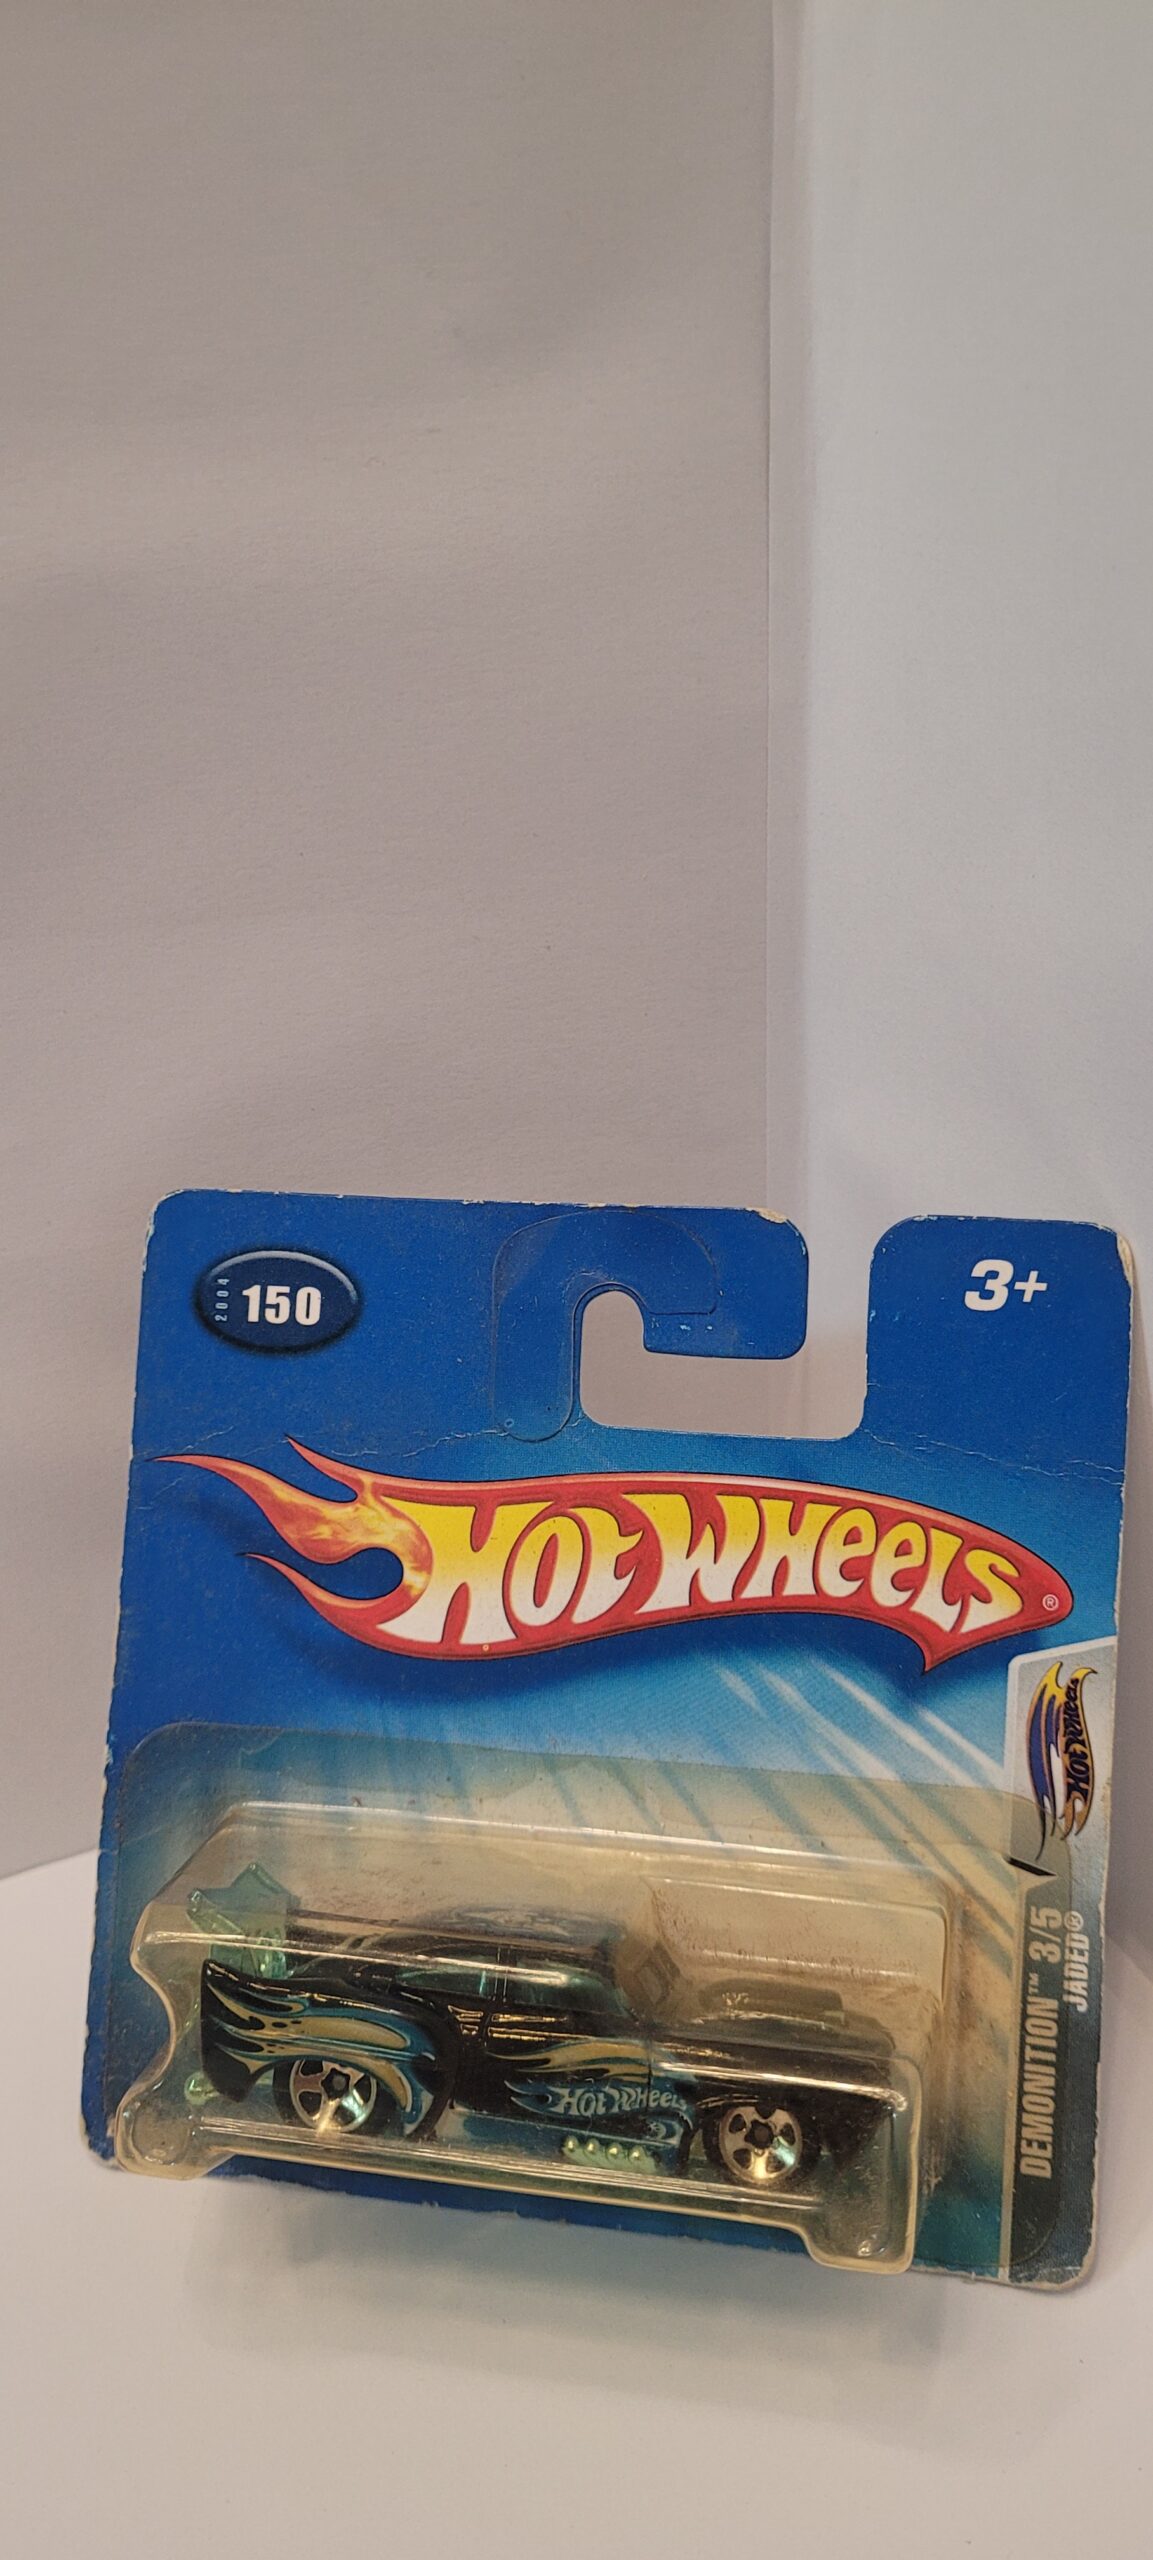 2004
150
3+
HOT WHEELS®
HOT WHEELS
DEMONITION™ 3/5
JADED®
HOT WHEELS